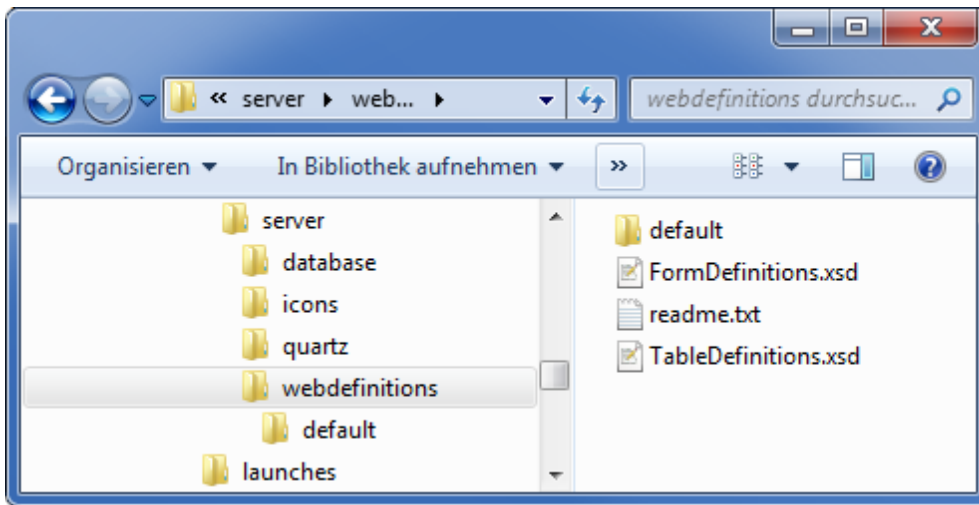 « server ▸ web... ▸
webdefinitions durchsuc...
Organisieren
In Bibliothek aufnehmen
»
server
database
icons
quartz
webdefinitions
default
launches
default
FormDefinitions.xsd
readme.txt
TableDefinitions.xsd